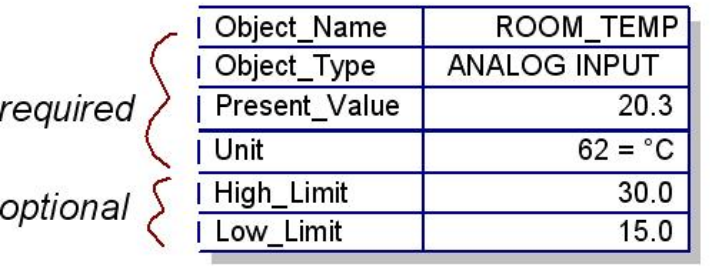 Object_Name ROOM_TEMP
Object_Type ANALOG INPUT
required
Present_Value 20.3
Unit 62 = °C
High_Limit 30.0
optional
Low_Limit 15.0